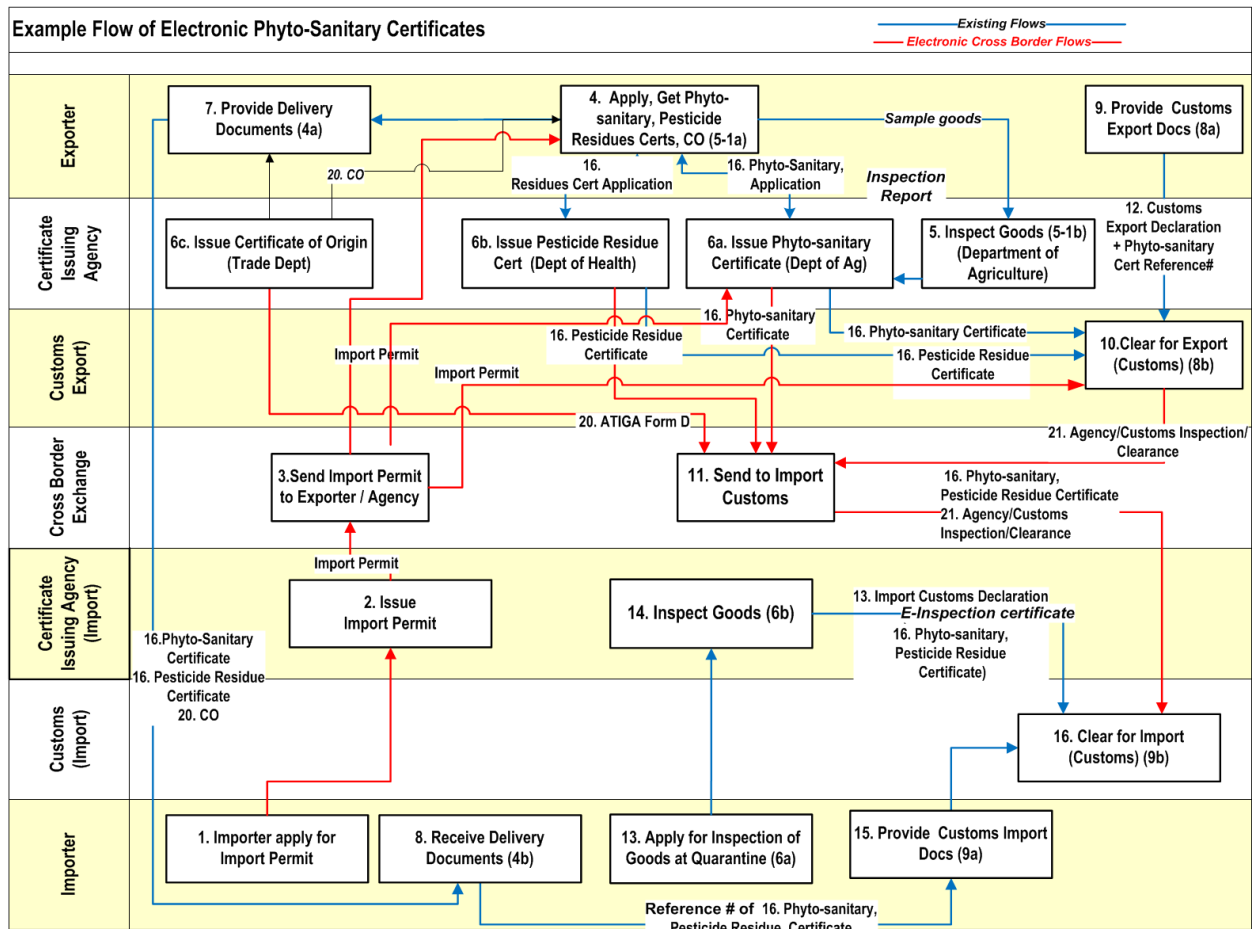 Example Flow of Electronic Phyto-Sanitary Certificates
Existing Flows
Electronic Cross Border Flows
Exporter
7. Provide Delivery
Documents (4a)
4. Apply, Get Phyto-
sanitary, Pesticide
Residues Certs, CO (5-1a)
9. Provide Customs
Export Docs (8a)
Sample goods
20. CO
16.
Residues Cert Application
16. Phyto-Sanitary,
Application
Inspection
Report
Certificate
Issuing
Agency
6c. Issue Certificate of Origin
(Trade Dept)
6b. Issue Pesticide Residue
Cert (Dept of Health)
6a. Issue Phyto-sanitary
Certificate (Dept of Ag)
5. Inspect Goods (5-1b)
(Department of
Agriculture)
12. Customs
Export Declaration
+ Phyto-sanitary
Cert Reference#
Customs
Export)
Import Permit
16. Pesticide Residue
Certificate
16. Phyto-sanitary
Certificate
16. Phyto-sanitary Certificate
16. Pesticide Residue
Certificate
10.Clear for Export
(Customs) (8b)
Import Permit
20. ATIGA Form D
21. Agency/Customs Inspection/
Clearance
Cross Border
Exchange
3.Send Import Permit
to Exporter / Agency
11. Send to Import
Customs
16. Phyto-sanitary,
Pesticide Residue Certificate
21. Agency/Customs
Inspection/Clearance
Import Permit
Certificate
Issuing Agency
(Import)
2. Issue
Import Permit
14. Inspect Goods (6b)
13. Import Customs Declaration
E-Inspection certificate
16. Phyto-sanitary,
Pesticide Residue
Certificate)
16.Phyto-Sanitary
Certificate
16. Pesticide Residue
Certificate
20. CO
Customs
(Import)
16. Clear for Import
(Customs) (9b)
Importer
1. Importer apply for
Import Permit
8. Receive Delivery
Documents (4b)
13. Apply for Inspection of
Goods at Quarantine (6a)
15. Provide Customs Import
Docs (9a)
Reference # of 16. Phyto-sanitary,
Pesticide Residue Certificate